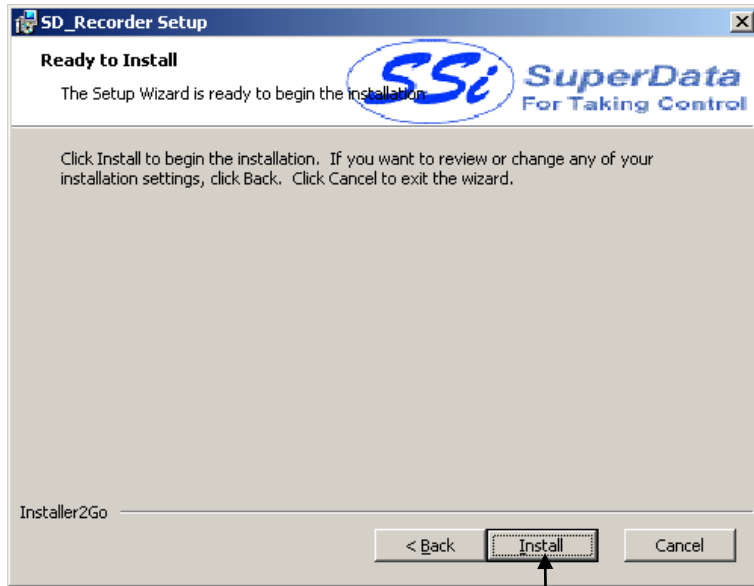 SD_Recorder Setup
Ready to Install
The Setup Wizard is ready to begin the installation
SSi
SuperData
For Taking Control
Click Install to begin the installation. If you want to review or change any of your
installation settings, click Back. Click Cancel to exit the wizard.
Installer2Go
< Back
Install
Cancel